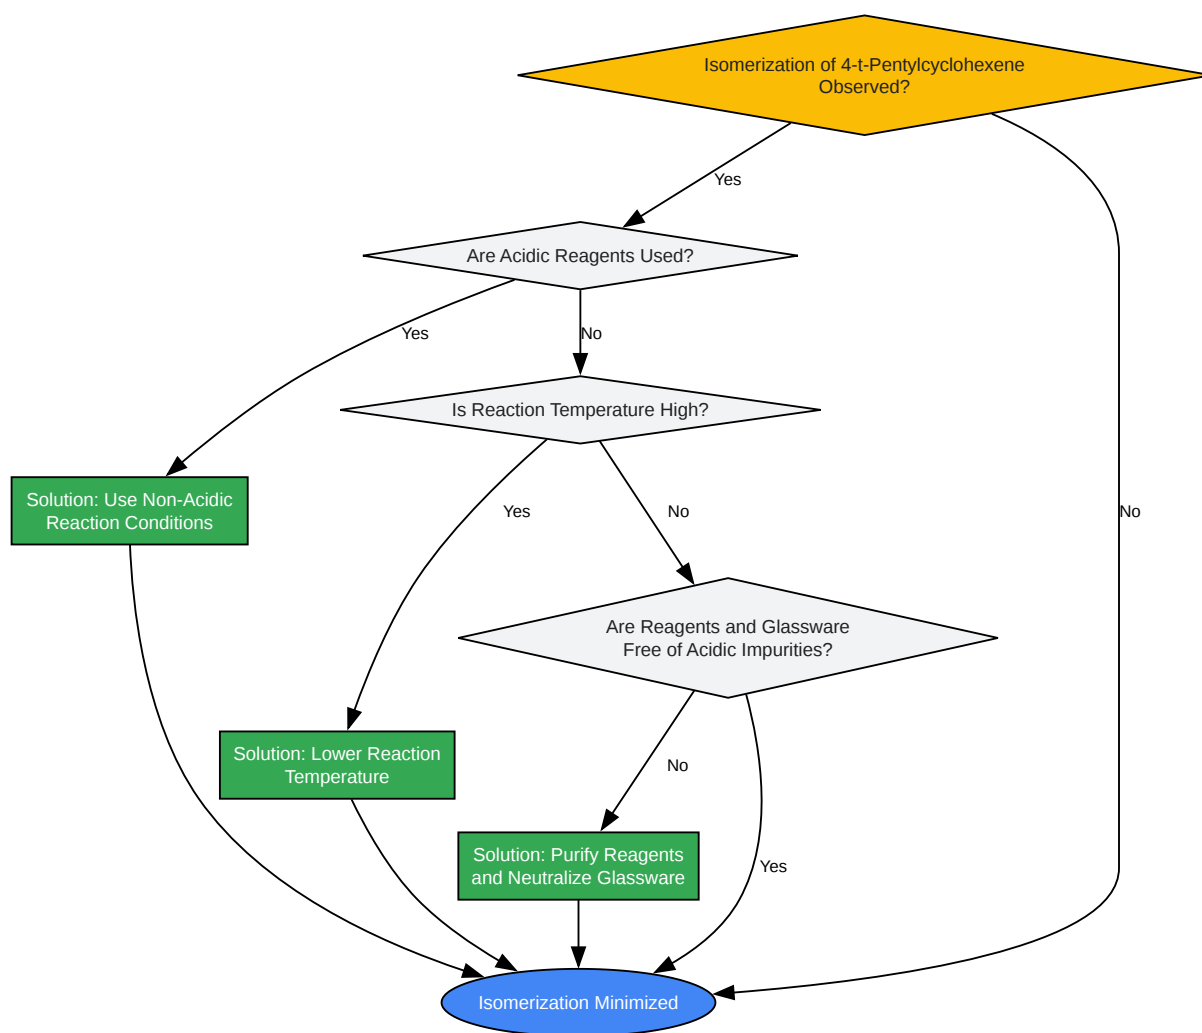 Isomerization of 4-t-Pentylcyclohexene
Observed?
Yes
Are Acidic Reagents Used?
Yes
No
Is Reaction Temperature High?
Solution: Use Non-Acidic
Reaction Conditions
Yes
No
No
Are Reagents and Glassware
Free of Acidic Impurities?
Solution: Lower Reaction
Temperature
No
Solution: Purify Reagents
and Neutralize Glassware
Yes
Isomerization Minimized